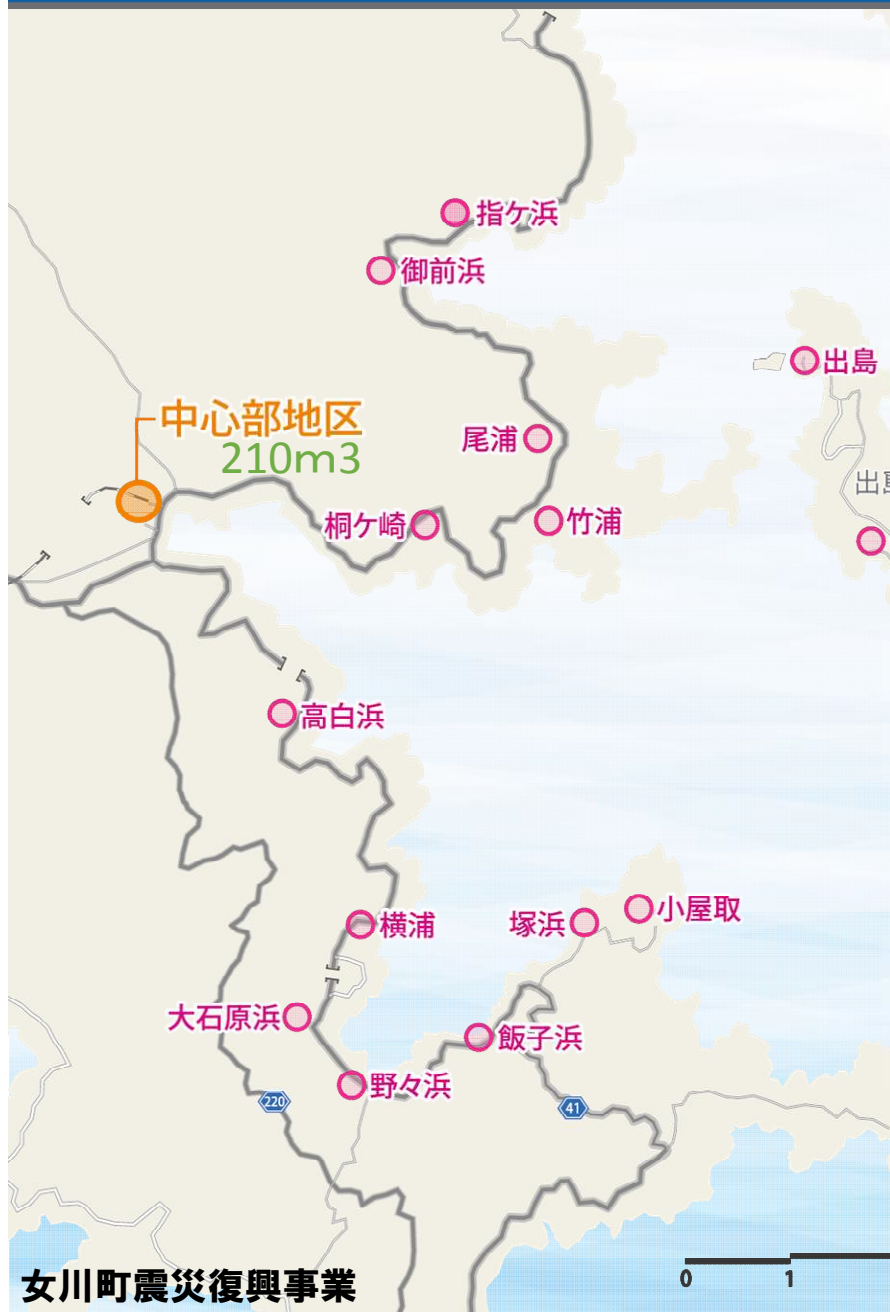 指ケ浜
御前浜
出島
中心部地区
210m3
尾浦
出島
桐ケ崎
竹浦
高白浜
小屋取
横浦
塚浜
大石原浜
飯子浜
野々浜
220
41
女川町震災復興事業
0
1